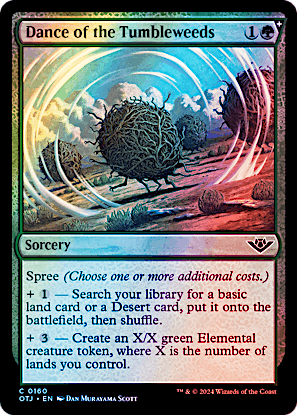 Dance of the Tumbleweeds 1
Sorcery
Spree (Choose one or more additional costs.)
+ 1 — Search your library for a basic
land card or a Desert card, put it onto the
battlefield, then shuffle.
+ 3 — Create an X/X green Elemental
creature token, where X is the number of
lands you control.
C 0160
OTJ • EN Dan Murayama Scott
™ & © 2024 Wizards of the Coast